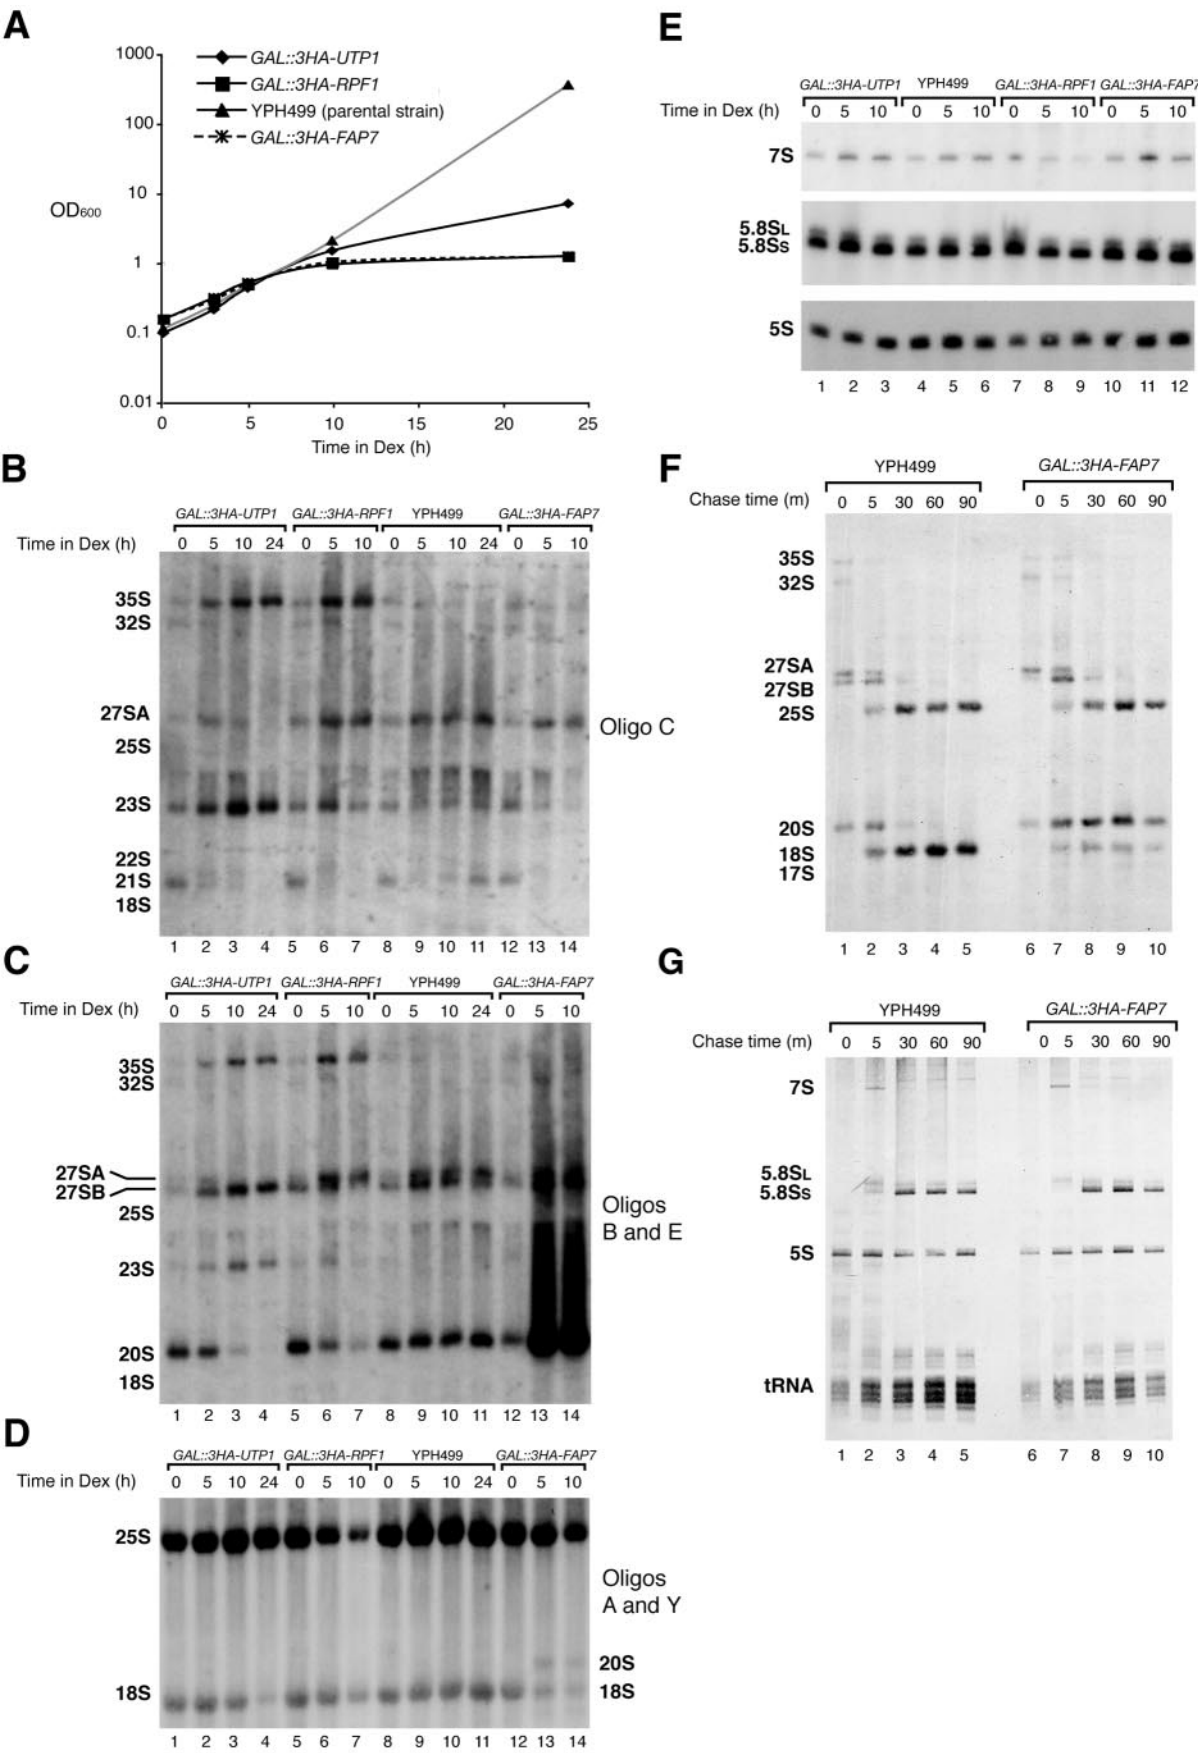 A
1000
100
10
1
0.1
0.01
OD600
GAL::3HA-UTP1
GAL::3HA-RPF1
YPH499 (parental strain)
GAL::3HA-FAP7
0 5 10 15 20 25
Time in Dex (h)
B
GAL::3HA-UTP1 GAL::3HA-RPF1 YPH499 GAL::3HA-FAP7
Time in Dex (h) 0 5 10 24 0 5 10 0 5 10 24 0 5 10
35S
32S
27SA
25S
23S
22S
21S
18S
Oligo C
1 2 3 4 5 6 7 8 9 10 11 12 13 14
C
GAL::3HA-UTP1 GAL::3HA-RPF1 YPH499 GAL::3HA-FAP7
Time in Dex (h) 0 5 10 24 0 5 10 0 5 10 24 0 5 10
35S
32S
27SA
27SB
25S
23S
20S
18S
Oligos
B and E
1 2 3 4 5 6 7 8 9 10 11 12 13 14
D
GAL::3HA-UTP1 GAL::3HA-RPF1 YPH499 GAL::3HA-FAP7
Time in Dex (h) 0 5 10 24 0 5 10 0 5 10 24 0 5 10
25S
18S
Oligos
A and Y
20S
18S
1 2 3 4 5 6 7 8 9 10 11 12 13 14
E
GAL::3HA-UTP1 YPH499 GAL::3HA-RPF1 GAL::3HA-FAP7
Time in Dex (h) 0 5 10 0 5 10 0 5 10 0 5 10
7S
5.8SL
5.8SS
5S
1 2 3 4 5 6 7 8 9 10 11 12
F
YPH499 GAL::3HA-FAP7
Chase time (m) 0 5 30 60 90 0 5 30 60 90
35S
32S
27SA
27SB
25S
20S
18S
17S
1 2 3 4 5 6 7 8 9 10
G
YPH499 GAL::3HA-FAP7
Chase time (m) 0 5 30 60 90 0 5 30 60 90
7S
5.8SL
5.8SS
5S
tRNA
1 2 3 4 5 6 7 8 9 10